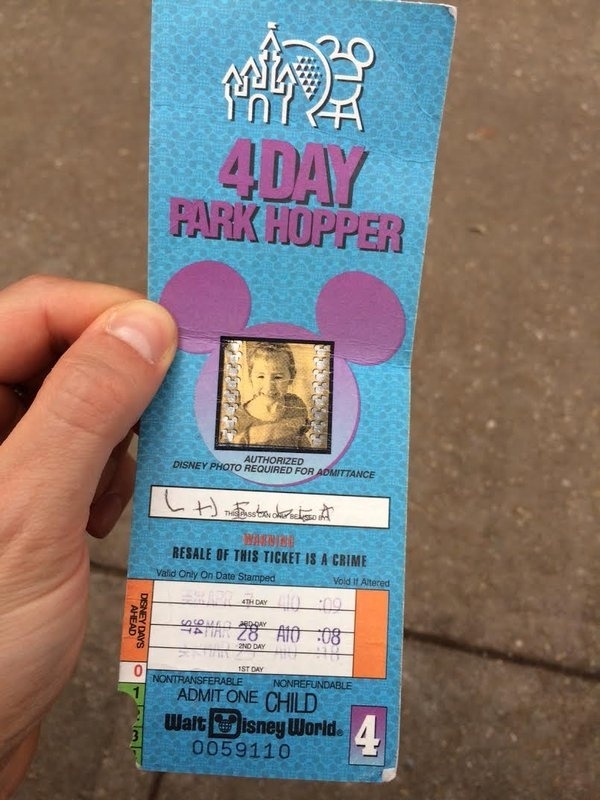 4 DAY
PARK HOPPER
AUTHORIZED
DISNEY PHOTO REQUIRED FOR ADMITTANCE
THIS PASS CAN ONLY BE USED BY
WARNING
RESALE OF THIS TICKET IS A CRIME
Valid Only On Date Stamped Void If Altered
4TH DAY A10 :09
3RD DAY
MAR 28 A10 :08
2ND DAY
1ST DAY
DISNEY DAYS
AHEAD
0
1
3
NONTRANSFERABLE NONREFUNDABLE
ADMIT ONE CHILD
Walt Disney World® 4
0059110